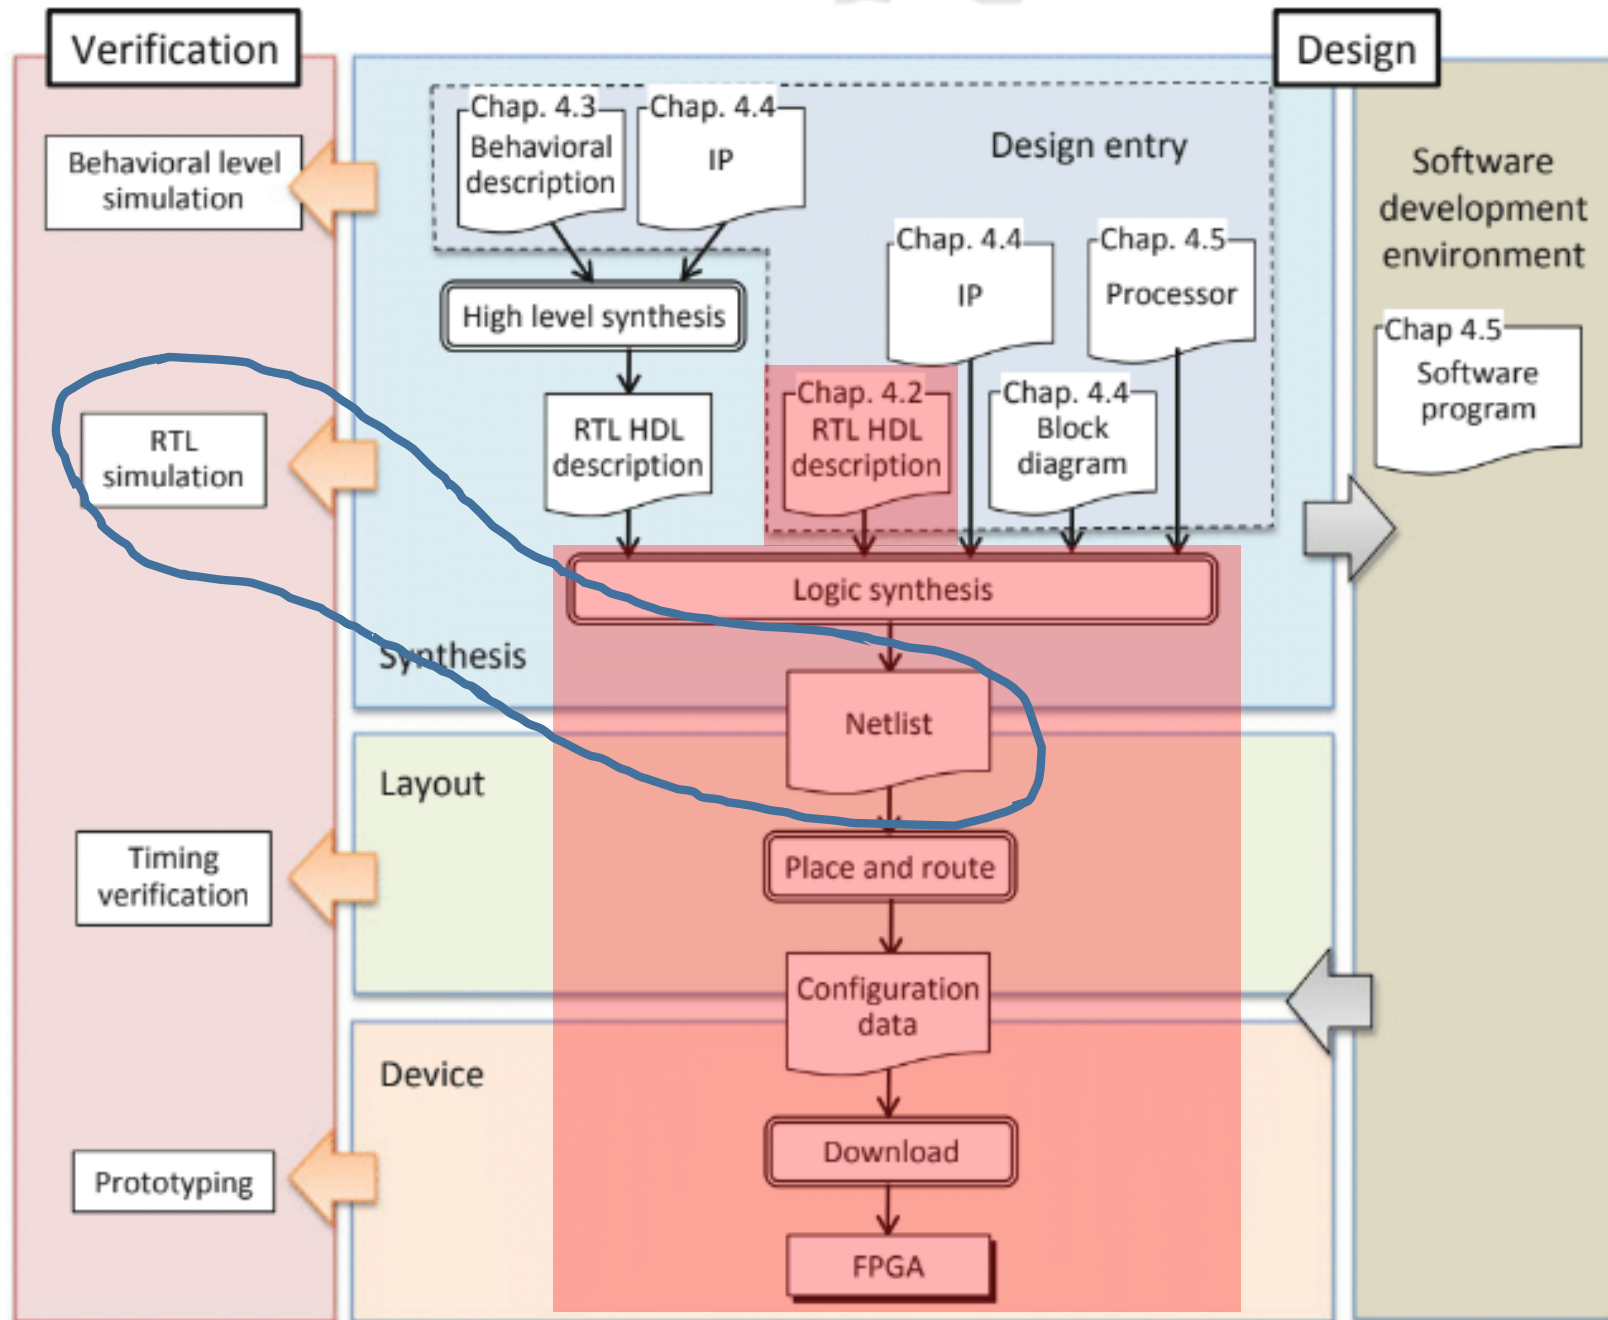 Verification
Design
Behavioral level
simulation
RTL
simulation
Timing
verification
Prototyping
Chap. 4.3
Behavioral
description
Chap. 4.4
IP
Design entry
High level synthesis
RTL HDL
description
Chap. 4.2
RTL HDL
description
Chap. 4.4
IP
Chap. 4.4
Block
diagram
Chap. 4.5
Processor
Logic synthesis
Synthesis
Netlist
Layout
Place and route
Configuration
data
Device
Download
FPGA
Software
development
environment
Chap 4.5
Software
program